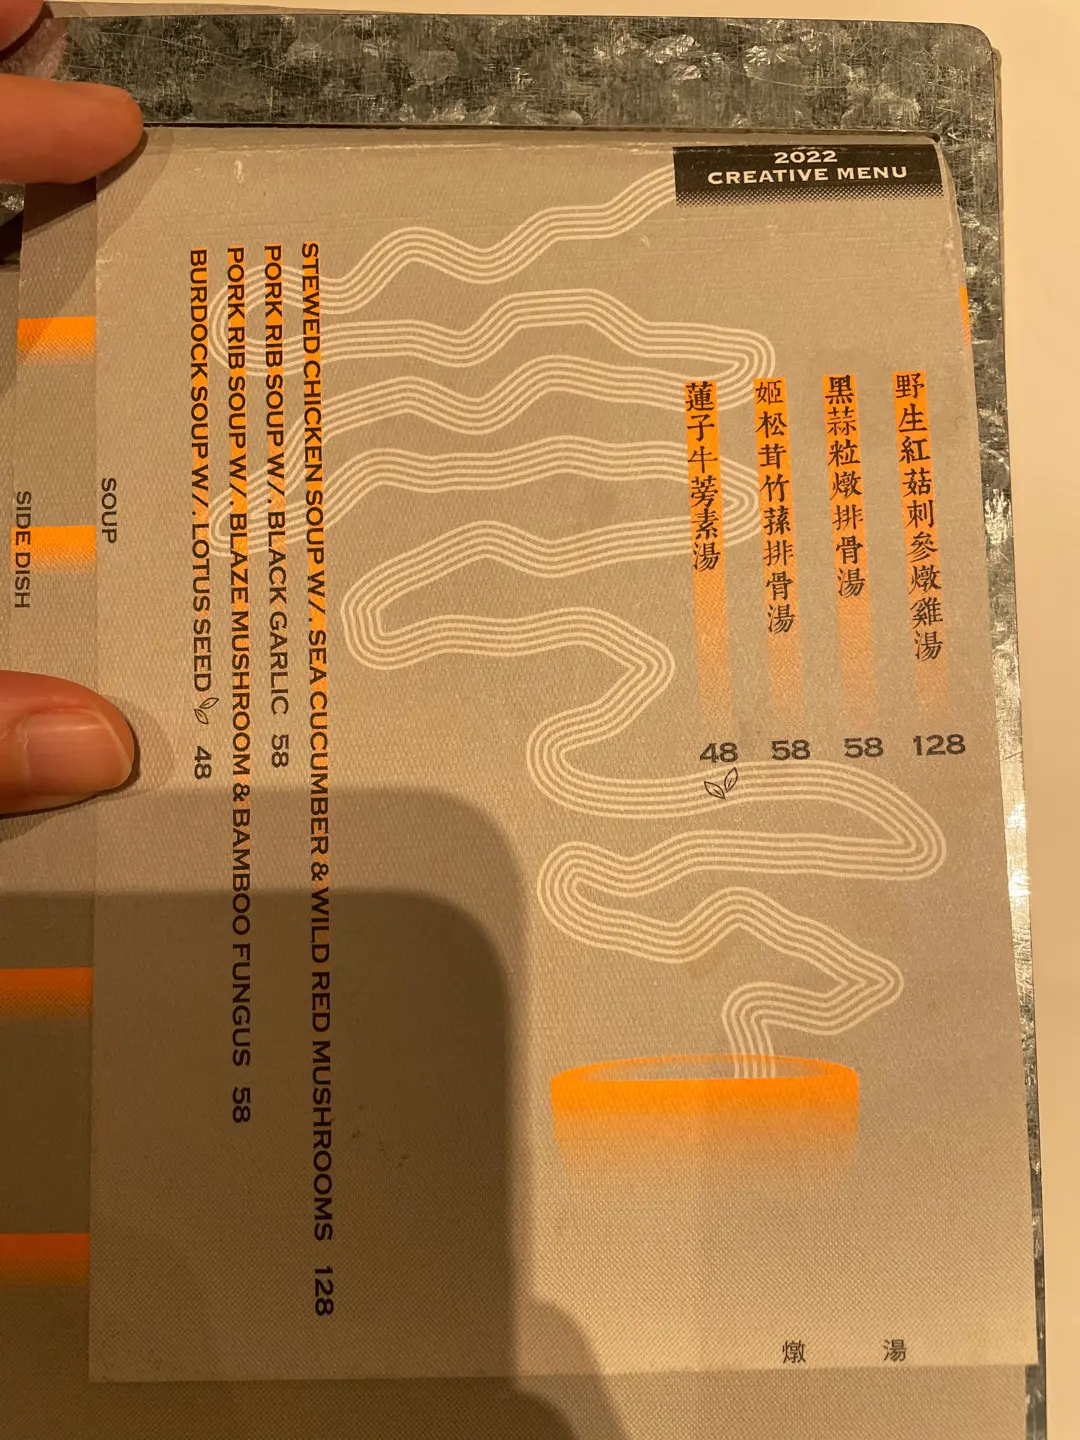 2022
CREATIVE MENU
野生紅菇刺參燉雞湯 128
黑蒜粒燉排骨湯 58
姬松茸竹蓀排骨湯 58
蓮子牛蒡素湯 48
STEWED CHICKEN SOUP W/. SEA CUCUMBER & WILD RED MUSHROOMS 128
PORK RIB SOUP W/. BLACK GARLIC 58
PORK RIB SOUP W/. BLAZE MUSHROOM & BAMBOO FUNGUS 58
BURDOCK SOUP W/. LOTUS SEED 48
SOUP
SIDE DISH
燉 湯